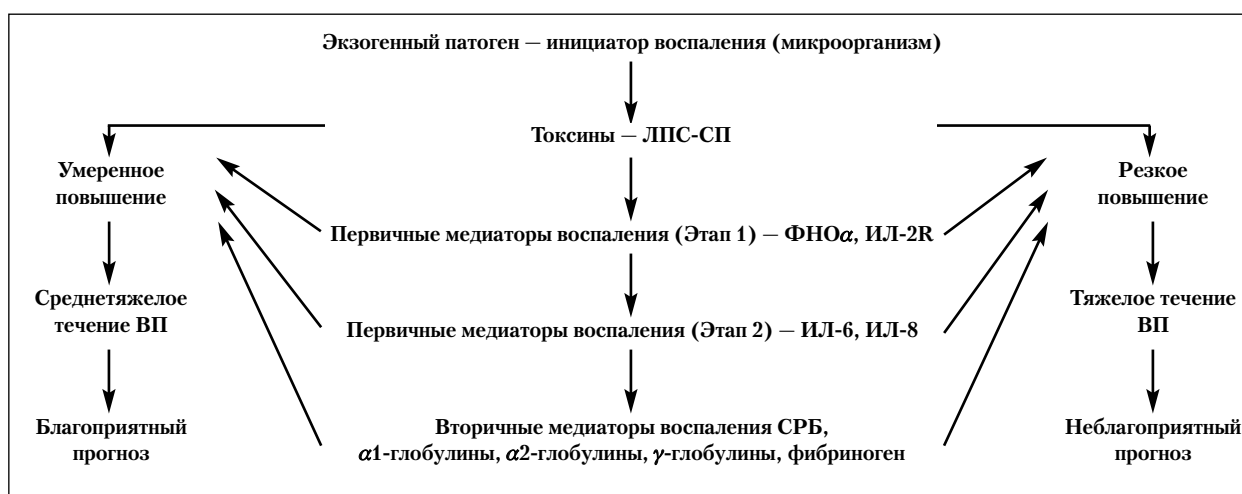 Экзогенный патоген — инициатор воспаления (микроорганизм)
Токсины — ЛПС-СП
Умеренное
повышение
Резкое
повышение
Первичные медиаторы воспаления (Этап 1) — ФНОα, ИЛ-2R
Среднетяжелое
течение ВП
Тяжелое течение
ВП
Первичные медиаторы воспаления (Этап 2) — ИЛ-6, ИЛ-8
Благоприятный
прогноз
Вторичные медиаторы воспаления СРБ,
α1-глобулины, α2-глобулины, γ-глобулины, фибриноген
Неблагоприятный
прогноз